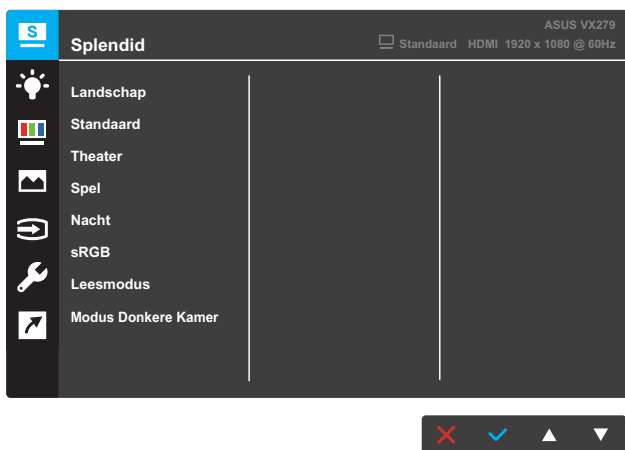 S
ASUS VX279
Splendid
Standaard HDMI 1920 x 1080 @ 60Hz
Landschap
Standaard
Theater
Spel
Nacht
sRGB
Leesmodus
Modus Donkere Kamer